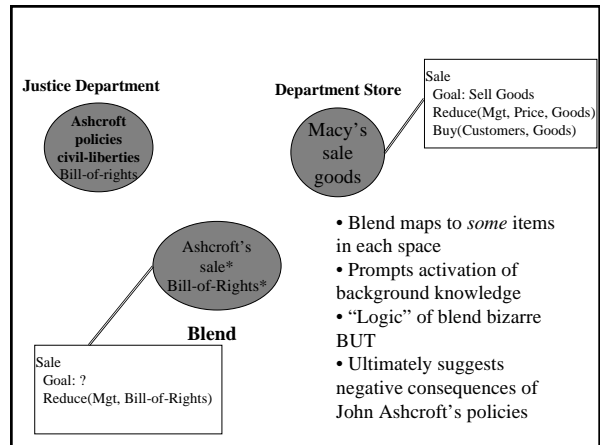 Justice Department
Ashcroft
policies
civil-liberties
Bill-of-rights
Department Store
Macy's
sale
goods
Sale
Goal: Sell Goods
Reduce(Mgt, Price, Goods)
Buy(Customers, Goods)
Ashcroft's
sale*
Bill-of-Rights*
Blend
Sale
Goal: ?
Reduce(Mgt, Bill-of-Rights)
• Blend maps to some items
in each space
• Prompts activation of
background knowledge
• “Logic” of blend bizarre
BUT
• Ultimately suggests
negative consequences of
John Ashcroft’s policies